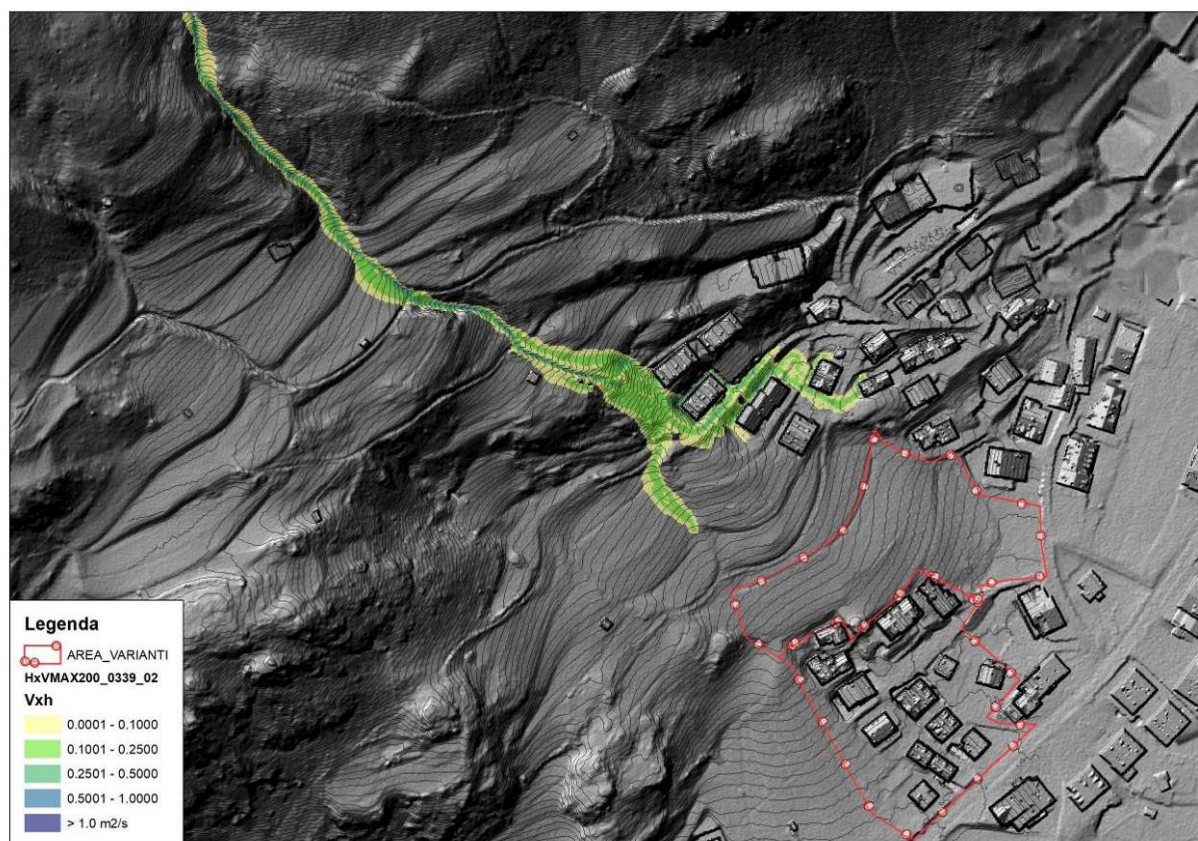 Legenda
AREA_VARIANTI
HxVMAX200_0339_02
Vxh
0.0001 - 0.1000
0.1001 - 0.2500
0.2501 - 0.5000
0.5001 - 1.0000
> 1.0 m2/s